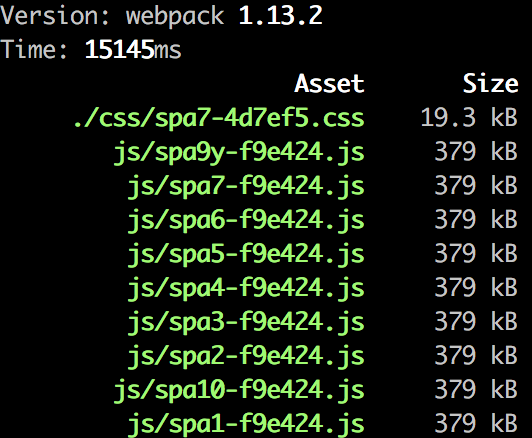 Version: webpack 1.13.2
Time: 15145ms
Asset Size
./css/spa7-4d7ef5.css 19.3 kB
js/spa9y-f9e424.js 379 kB
js/spa7-f9e424.js 379 kB
js/spa6-f9e424.js 379 kB
js/spa5-f9e424.js 379 kB
js/spa4-f9e424.js 379 kB
js/spa3-f9e424.js 379 kB
js/spa2-f9e424.js 379 kB
js/spa10-f9e424.js 379 kB
js/spa1-f9e424.js 379 kB